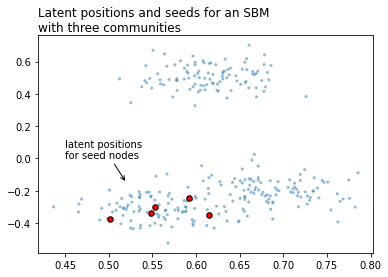 Latent positions and seeds for an SBM
with three communities
0.6
0.4
0.2
0.0
−0.2
−0.4
latent positions
for seed nodes
0.45 0.50 0.55 0.60 0.65 0.70 0.75 0.80